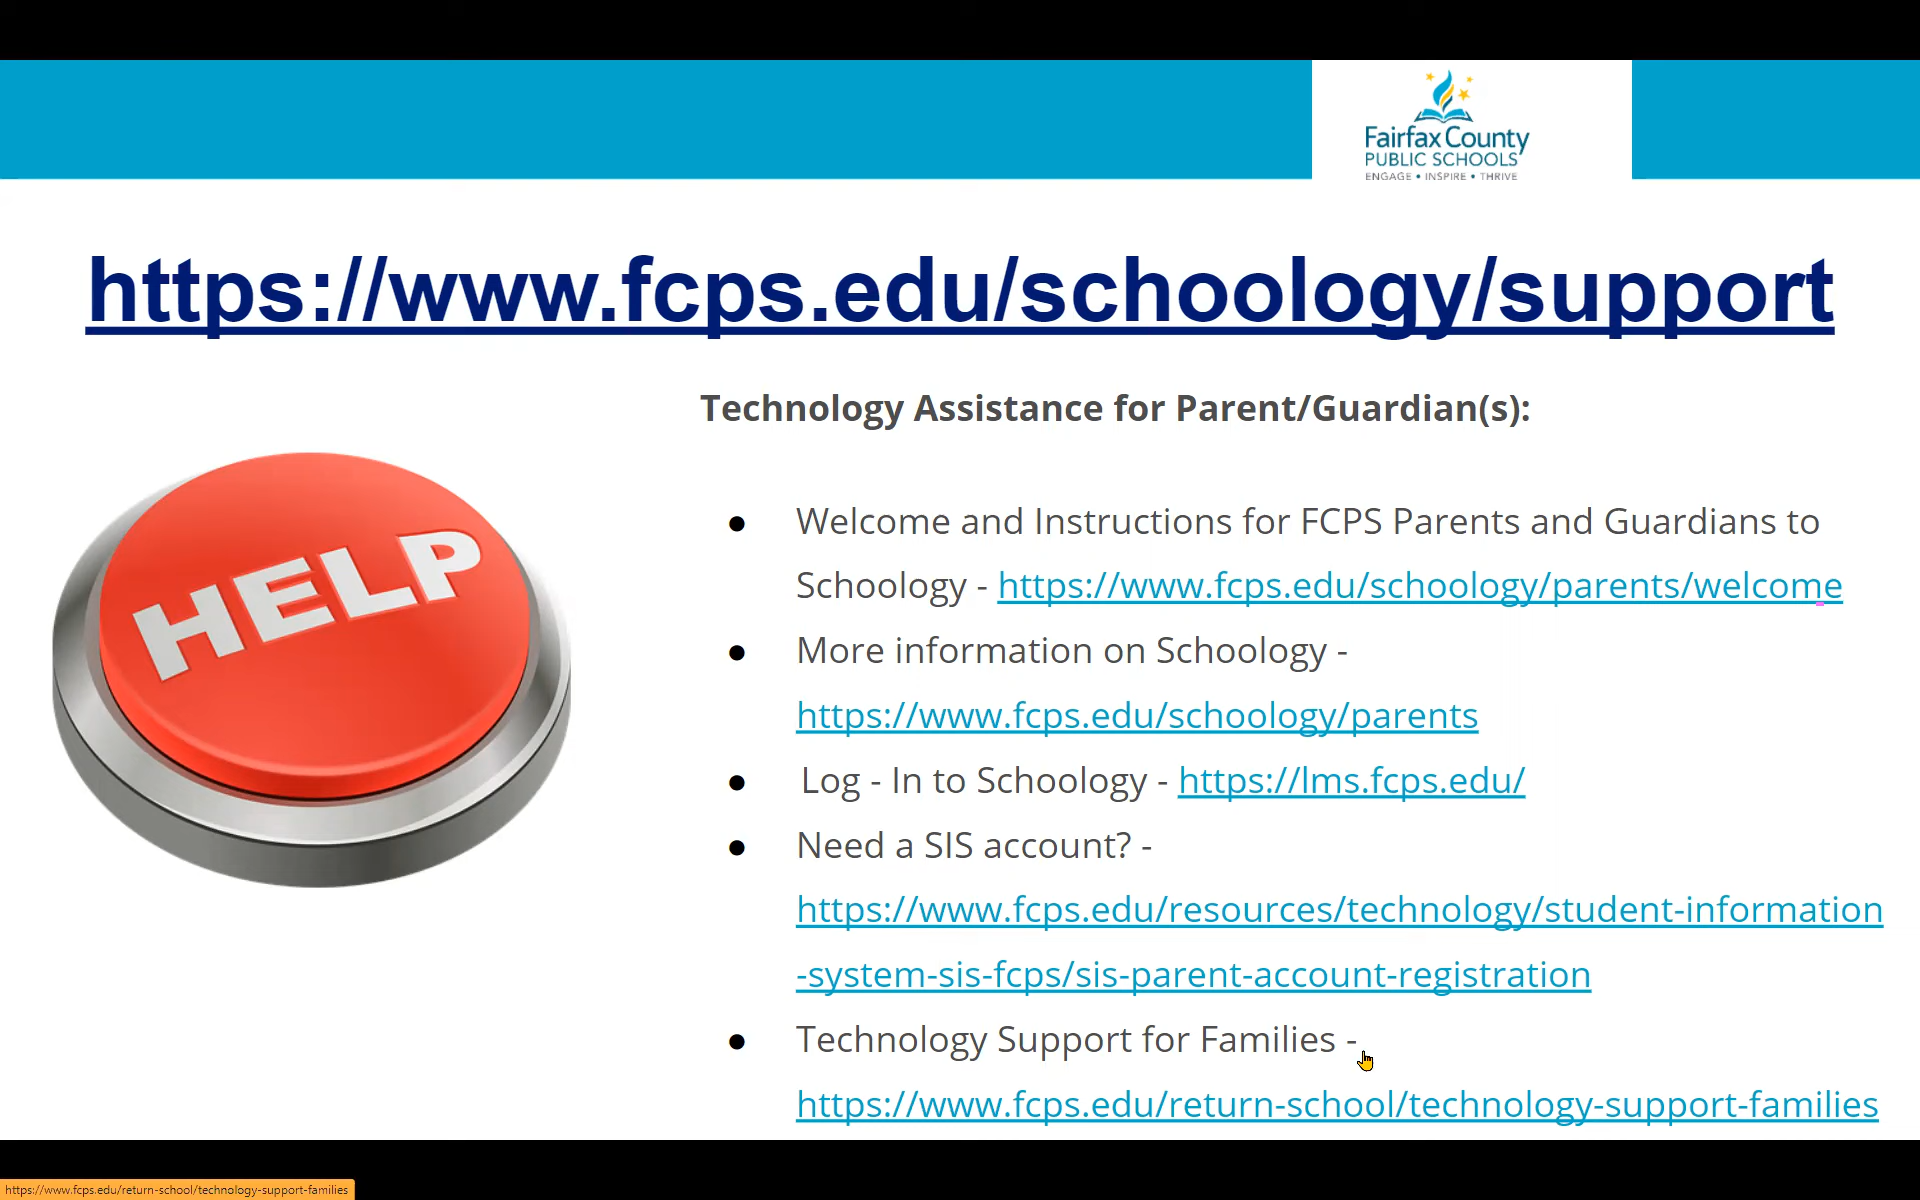 Fairfax County
PUBLIC SCHOOLS
ENGAGE • INSPIRE • THRIVE
https://www.fcps.edu/schoology/support
Technology Assistance for Parent/Guardian(s):
HELP
● Welcome and Instructions for FCPS Parents and Guardians to
Schoology - https://www.fcps.edu/schoology/parents/welcome
● More information on Schoology -
https://www.fcps.edu/schoology/parents
● Log - In to Schoology - https://lms.fcps.edu/
● Need a SIS account? -
https://www.fcps.edu/resources/technology/student-information
-system-sis-fcps/sis-parent-account-registration
● Technology Support for Families -
https://www.fcps.edu/return-school/technology-support-families
https://www.fcps.edu/return-school/technology-support-families